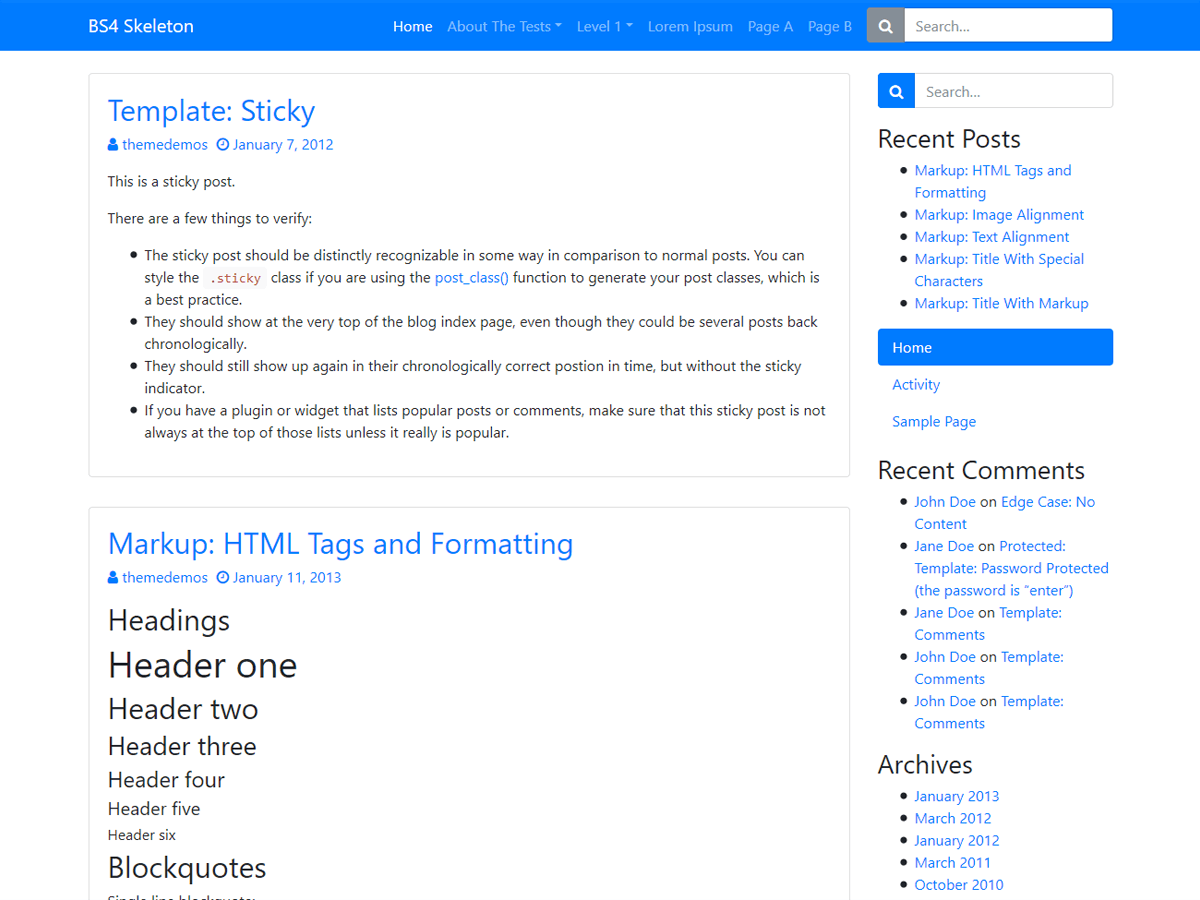 BS4 Skeleton
Home About The Tests Level 1 Lorem Ipsum Page A Page B Search...
Template: Sticky
themedemos January 7, 2012
This is a sticky post.
There are a few things to verify:
The sticky post should be distinctly recognizable in some way in comparison to normal posts. You can
style the .sticky class if you are using the post_class() function to generate your post classes, which is
a best practice.
They should show at the very top of the blog index page, even though they could be several posts back
chronologically.
They should still show up again in their chronologically correct postion in time, but without the sticky
indicator.
If you have a plugin or widget that lists popular posts or comments, make sure that this sticky post is not
always at the top of those lists unless it really is popular.
Markup: HTML Tags and Formatting
themedemos January 11, 2013
Headings
Header one
Header two
Header three
Header four
Header five
Header six
Blockquotes
Single line blockquote:
Search...
Recent Posts
Markup: HTML Tags and
Formatting
Markup: Image Alignment
Markup: Text Alignment
Markup: Title With Special
Characters
Markup: Title With Markup
Home
Activity
Sample Page
Recent Comments
John Doe on Edge Case: No
Content
Jane Doe on Protected:
Template: Password Protected
(the password is “enter”)
Jane Doe on Template:
Comments
John Doe on Template:
Comments
John Doe on Template:
Comments
Archives
January 2013
March 2012
January 2012
March 2011
October 2010